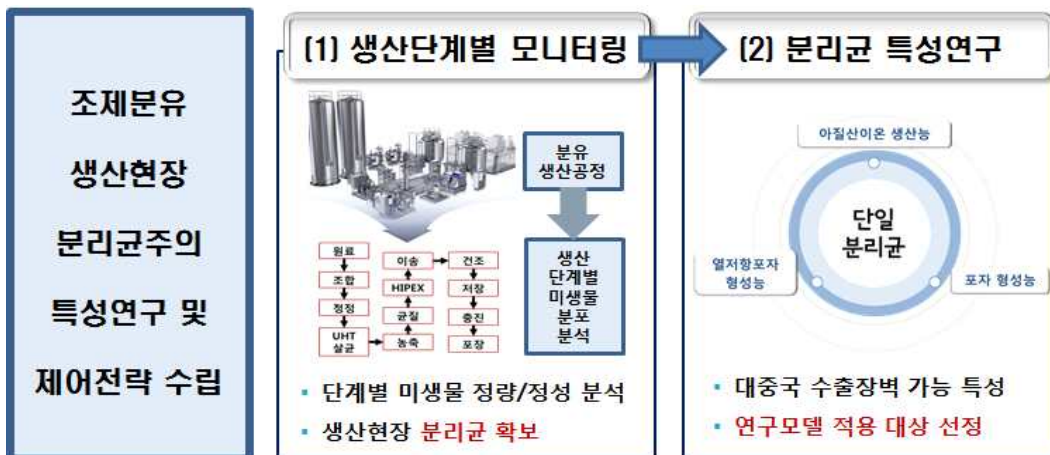 조제분유
생산현장
분리균주의
특성연구 및
제어전략 수립
(1) 생산단계별 모니터링
분유
생산공정
원료
조합
정정
UHT
살균
농축
균질
HIPEX
이송
건조
저장
충진
포장
생산
단계별
미생물
분포
분석
▪ 단계별 미생물 정량/정성 분석
▪ 생산현장 분리균 확보
(2) 분리균 특성연구
아질산이온 생산능
단일
분리균
열저항포자
형성능
포자 형성능
▪ 대중국 수출장벽 가능 특성
▪ 연구모델 적용 대상 선정